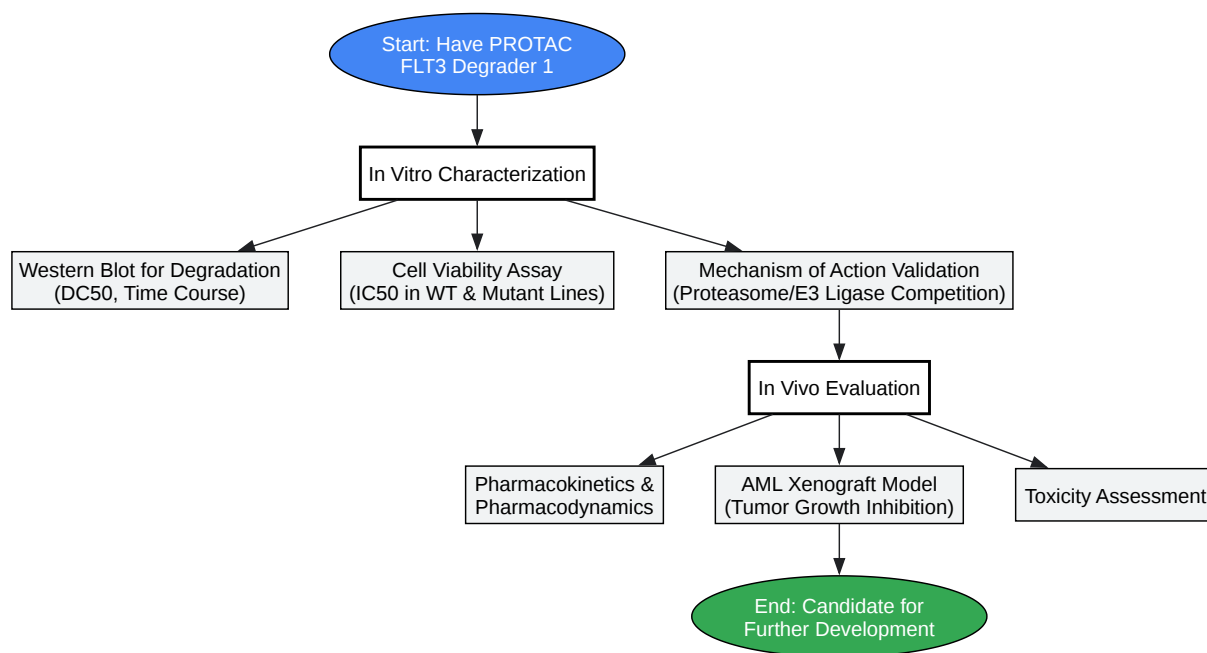 Start: Have PROTAC
FLT3 Degrader 1
In Vitro Characterization
Western Blot for Degradation
(DC50, Time Course)
Cell Viability Assay
(IC50 in WT & Mutant Lines)
Mechanism of Action Validation
(Proteasome/E3 Ligase Competition)
In Vivo Evaluation
Pharmacokinetics &
Pharmacodynamics
AML Xenograft Model
(Tumor Growth Inhibition)
Toxicity Assessment
End: Candidate for
Further Development